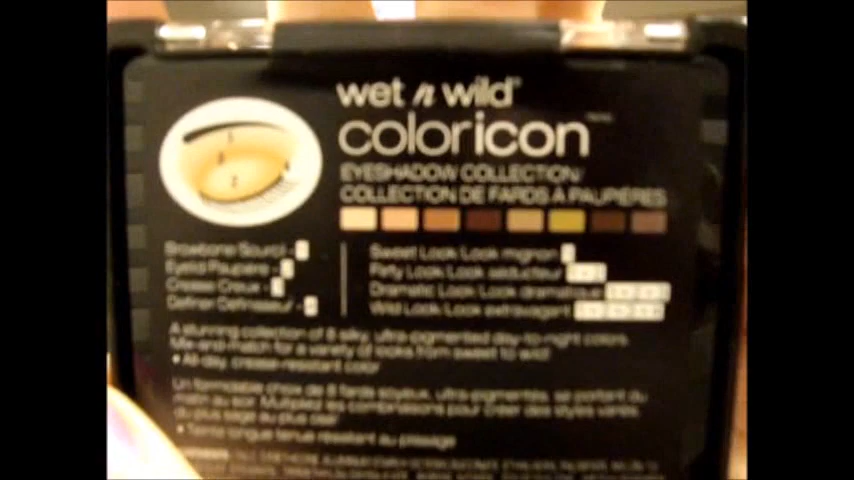 wet n wild®
coloricon™
EYESHADOW COLLECTION/
COLLECTION DE FARDS À PAUPIÈRES
Browbone Sourcil -
Eyelid Paupière -
Crease Creux -
Definer Définisseur -
Sweet Look/Look mignon
Flirty Look/Look séducteur
Dramatic Look/Look dramatique
Wild Look/Look extravagant
A stunning collection of 8 silky, ultra-pigmented day-to-night colors.
Mix-and-match for a variety of looks from sweet to wild!
• All-day, crease-resistant color
Un formidable choix de 8 fards soyeux, ultra-pigmentés, se portant du
matin au soir. Multipliez les combinaisons pour créer des styles variés
du plus sage au plus osé!
• Teinte longue tenue résistant au plissage